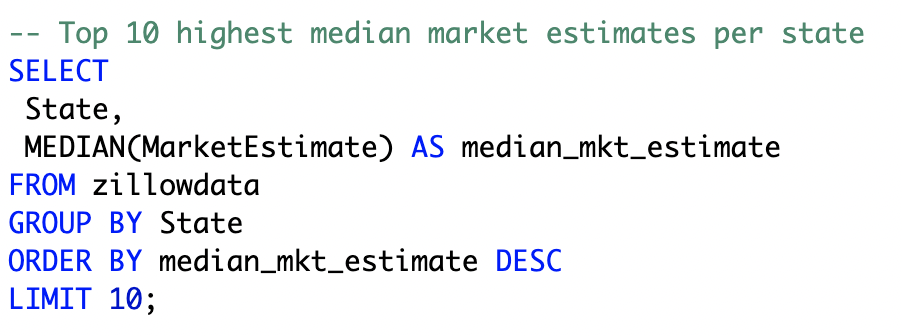 -- Top 10 highest median market estimates per state
SELECT
 State,
 MEDIAN(MarketEstimate) AS median_mkt_estimate
FROM zillowdata
GROUP BY State
ORDER BY median_mkt_estimate DESC
LIMIT 10;